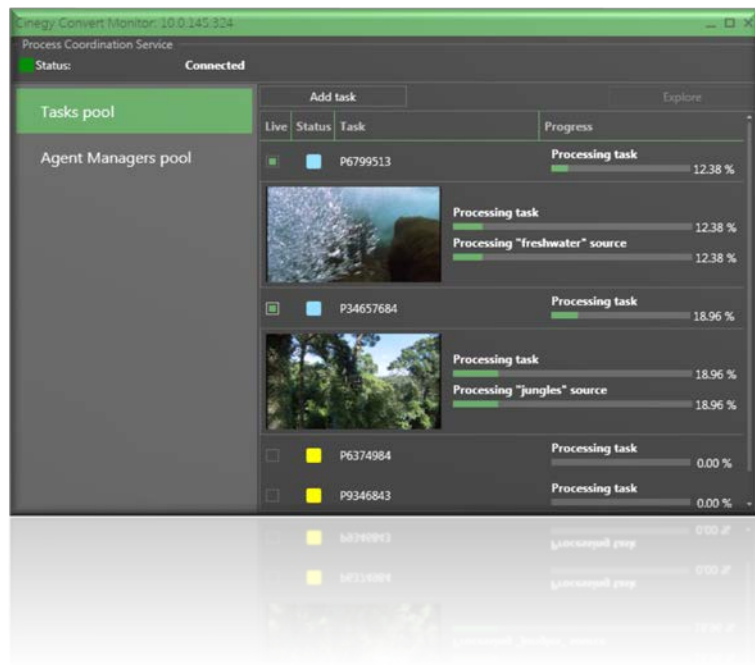 Cinegy Convert Monitor: 10.0.145.324
Process Coordination Service
Status: Connected
Tasks pool
Agent Managers pool
Add task Explore
Live Status Task Progress
P6799513 Processing task 12.38 %
Processing task
12.38 %
Processing "freshwater" source
12.38 %
P34657684 Processing task 18.96 %
Processing task
18.96 %
Processing "jungles" source
18.96 %
P6374984 Processing task 0.00 %
P9346843 Processing task 0.00 %